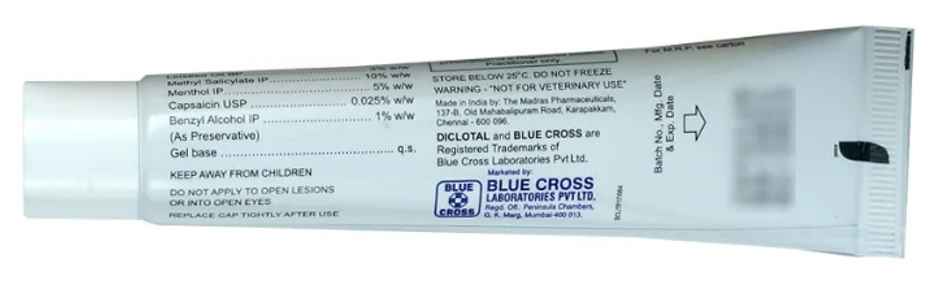 Linseed Oil BP ........ 3% w/w
Methyl Salicylate IP ........ 10% w/w
Menthol IP ........ 5% w/w
Capsaicin USP ........ 0.025% w/w
Benzyl Alcohol IP ........ 1% w/w
(As Preservative)
Gel base ........ q.s.
KEEP AWAY FROM CHILDREN
DO NOT APPLY TO OPEN LESIONS
OR INTO OPEN EYES
REPLACE CAP TIGHTLY AFTER USE
Practitioner only
STORE BELOW 25°C. DO NOT FREEZE
WARNING - "NOT FOR VETERINARY USE"
Made in India by: The Madras Pharmaceuticals,
137-B, Old Mahabalipuram Road, Karapakkam,
Chennai - 600 096.
DICLOTAL and BLUE CROSS are
Registered Trademarks of
Blue Cross Laboratories Pvt Ltd.
Marketed by:
BLUE
CROSS
BLUE CROSS
LABORATORIES PVT LTD.
Regd. Off.: Peninsula Chambers,
G. K. Marg, Mumbai-400 013.
For M.R.P. see carton
Batch No., Mfg. Date
& Exp. Date